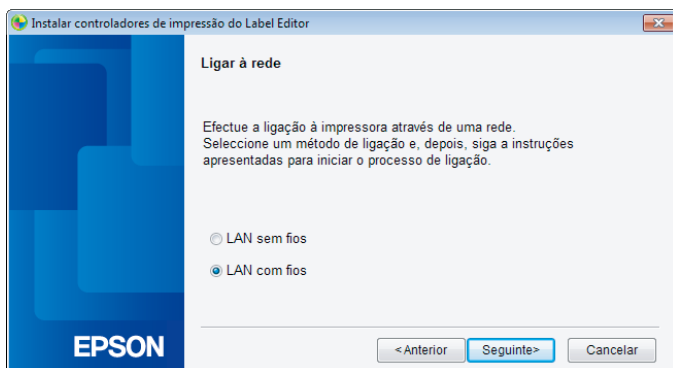 Instalar controladores de impressão do Label Editor
Ligar à rede
Efectue a ligação à impressora através de uma rede.
Seleccione um método de ligação e, depois, siga a instruções
apresentadas para iniciar o processo de ligação.
LAN sem fios
LAN com fios
EPSON
<Anterior
Seguinte>
Cancelar